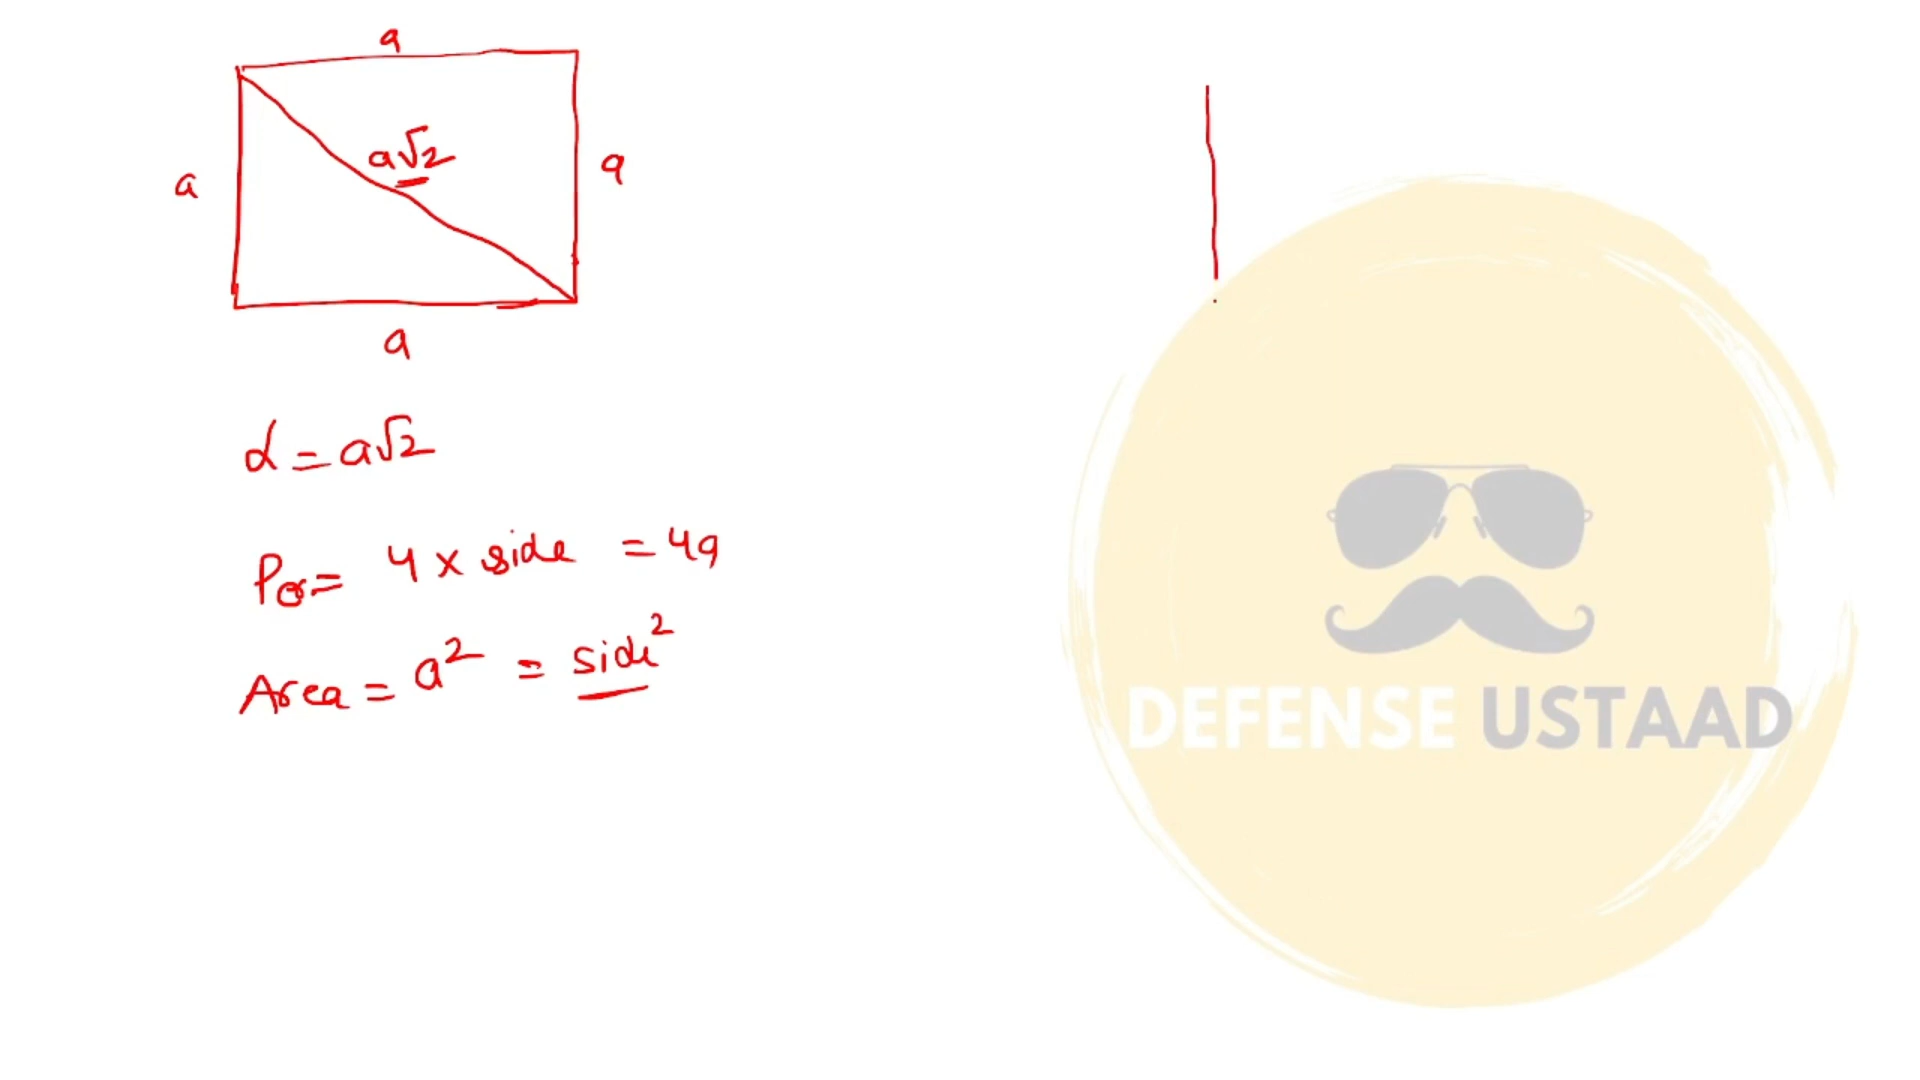 a
a√2
a
a
a
d = a√2
Per = 4 x side = 4a
Area = a² = side²
DEFENSE USTAAD